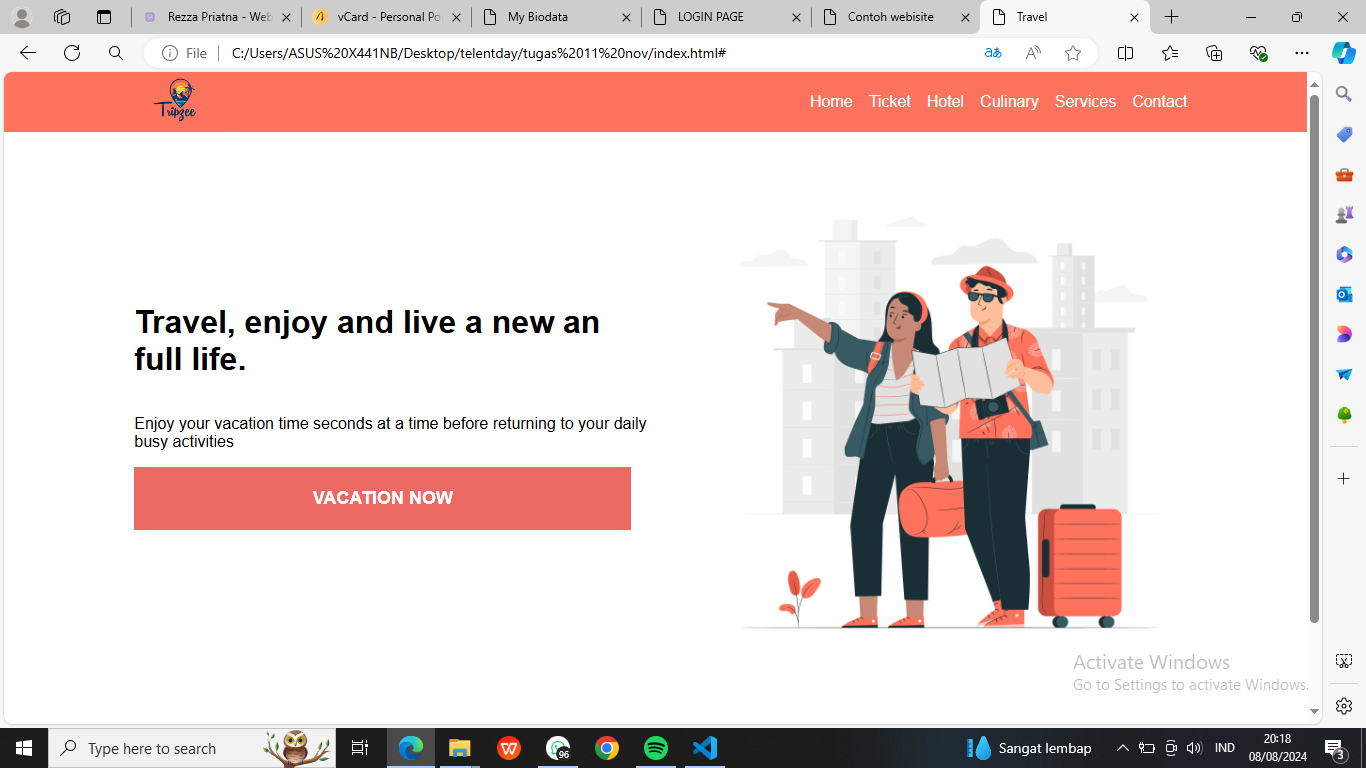 Rezza Priatna - Web
vCard - Personal Po
My Biodata
LOGIN PAGE
Contoh webisite
Travel
File
C:/Users/ASUS%20X441NB/Desktop/telentday/tugas%2011%20nov/index.html#
Tripzee
Home Ticket Hotel Culinary Services Contact
Travel, enjoy and live a new an
full life.
Enjoy your vacation time seconds at a time before returning to your daily
busy activities
VACATION NOW
Activate Windows
Go to Settings to activate Windows.
Type here to search
96
Sangat lembap
IND
20:18
08/08/2024
3